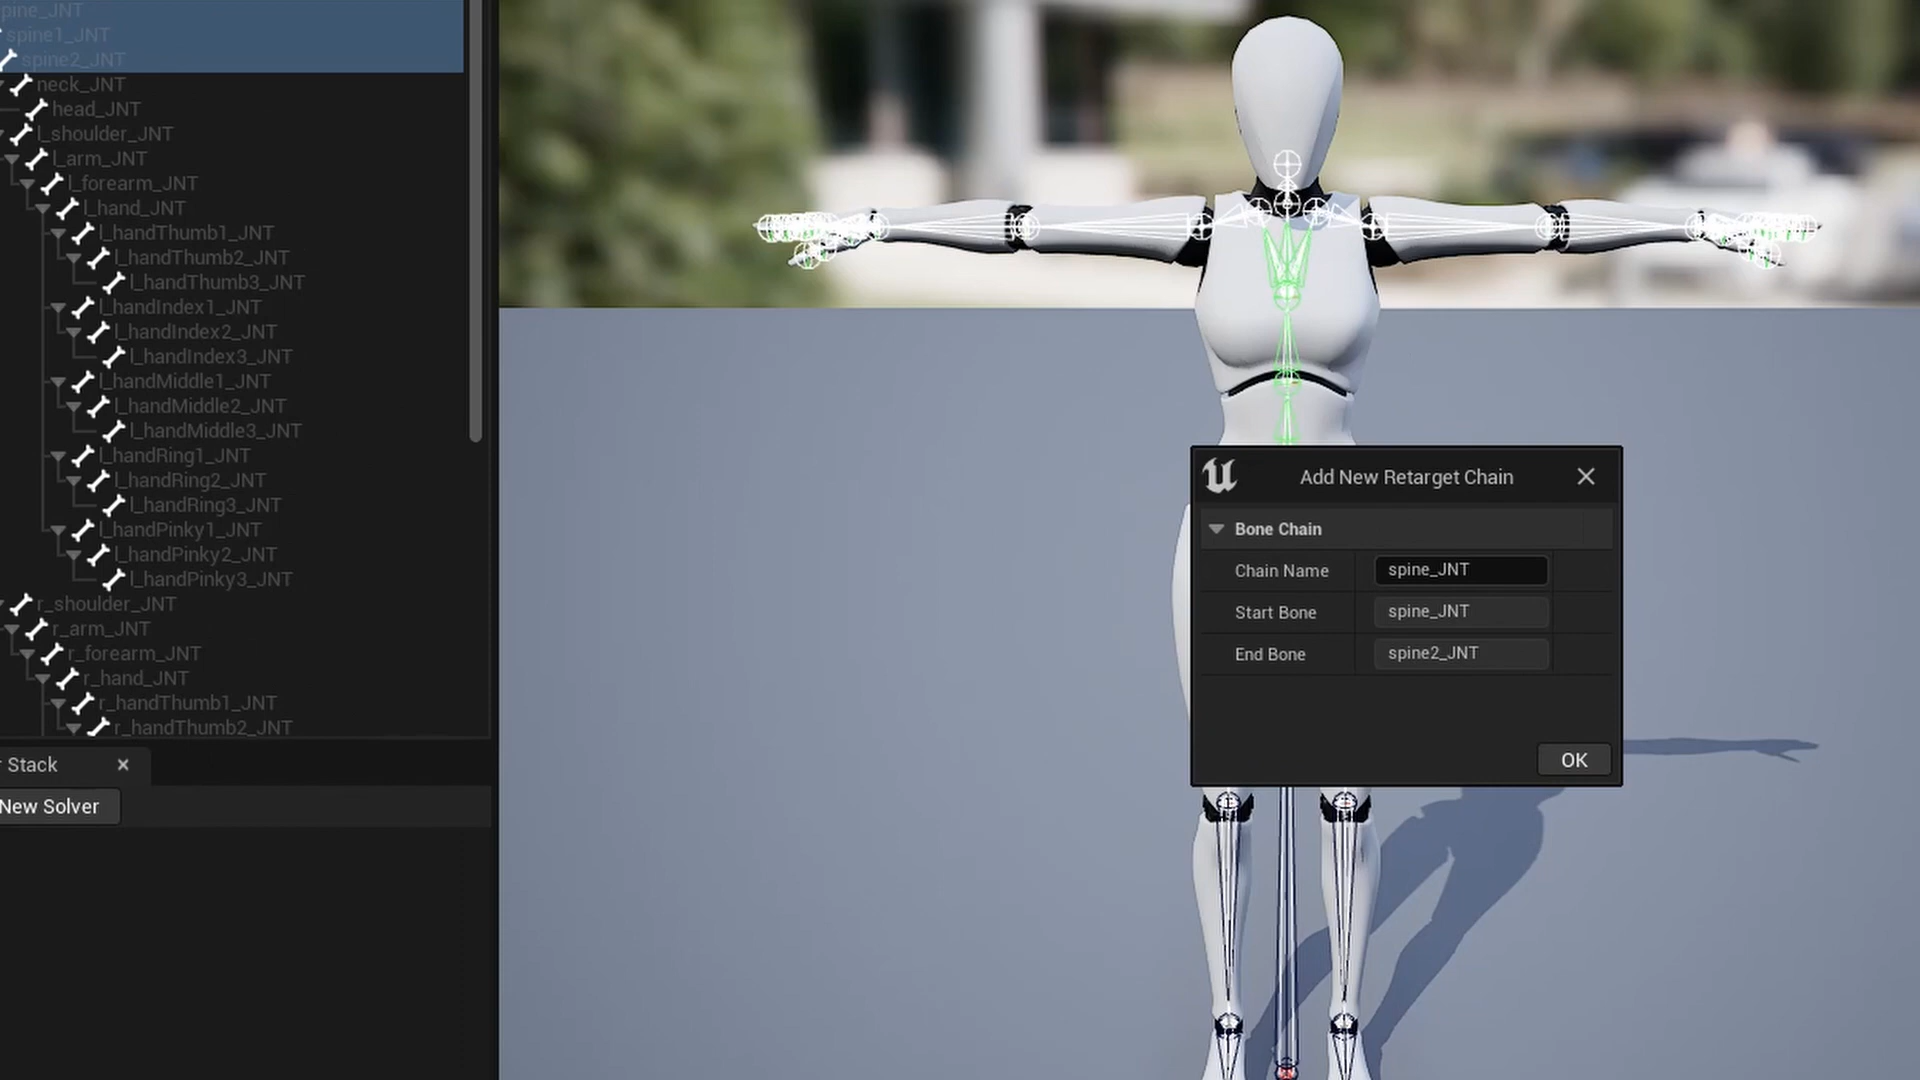 pine_JNT
spine1_JNT
spine2_JNT
neck_JNT
head_JNT
l_shoulder_JNT
l_arm_JNT
l_forearm_JNT
l_hand_JNT
l_handThumb1_JNT
l_handThumb2_JNT
l_handThumb3_JNT
l_handIndex1_JNT
l_handIndex2_JNT
l_handIndex3_JNT
l_handMiddle1_JNT
l_handMiddle2_JNT
l_handMiddle3_JNT
l_handRing1_JNT
l_handRing2_JNT
l_handRing3_JNT
l_handPinky1_JNT
l_handPinky2_JNT
l_handPinky3_JNT
r_shoulder_JNT
r_arm_JNT
r_forearm_JNT
r_hand_JNT
r_handThumb1_JNT
r_handThumb2_JNT
r Stack
New Solver
Add New Retarget Chain
Bone Chain
Chain Name spine_JNT
Start Bone spine_JNT
End Bone spine2_JNT
OK